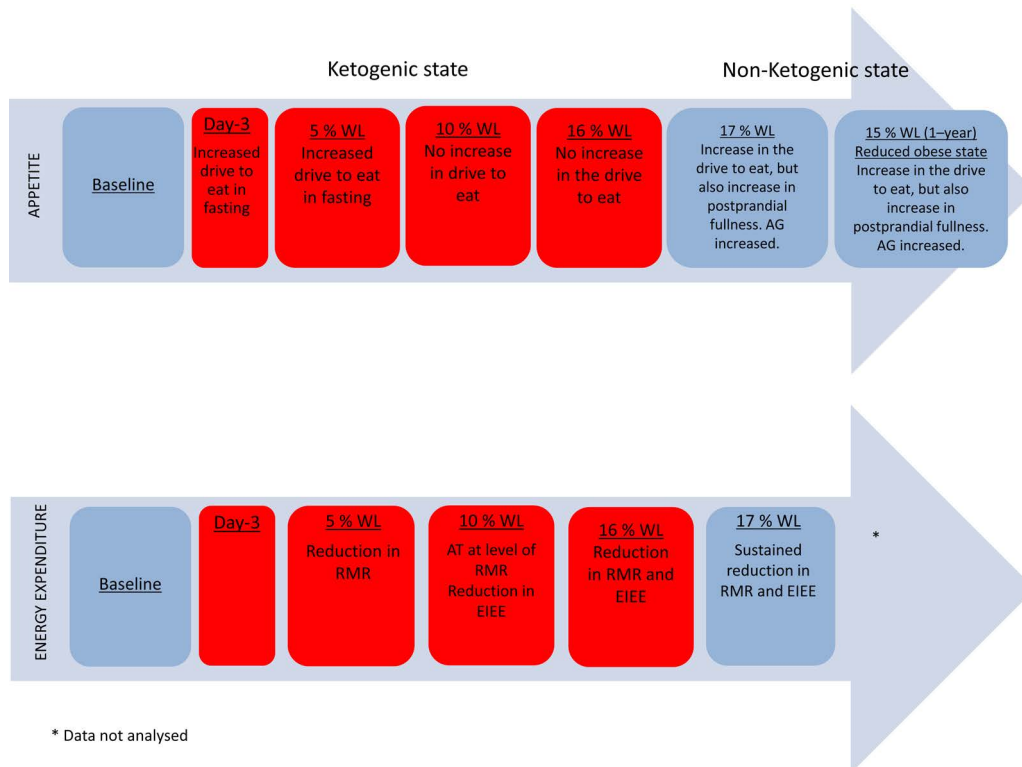 Ketogenic state
Non-Ketogenic state
APPETITE
Baseline
Day-3
Increased
drive to
eat in
fasting
5 % WL
Increased
drive to eat
in fasting
10 % WL
No increase
in drive to
eat
16 % WL
No increase
in the drive
to eat
17 % WL
Increase in the
drive to eat, but
also increase in
postprandial
fullness. AG
increased.
15 % WL (1–year)
Reduced obese state
Increase in the drive
to eat, but also
increase in
postprandial fullness.
AG increased.
ENERGY EXPENDITURE
Baseline
Day-3
5 % WL
Reduction in
RMR
10 % WL
AT at level of
RMR
Reduction in
EIEE
16 % WL
Reduction
in RMR and
EIEE
17 % WL
Sustained
reduction in
RMR and EIEE
*
* Data not analysed